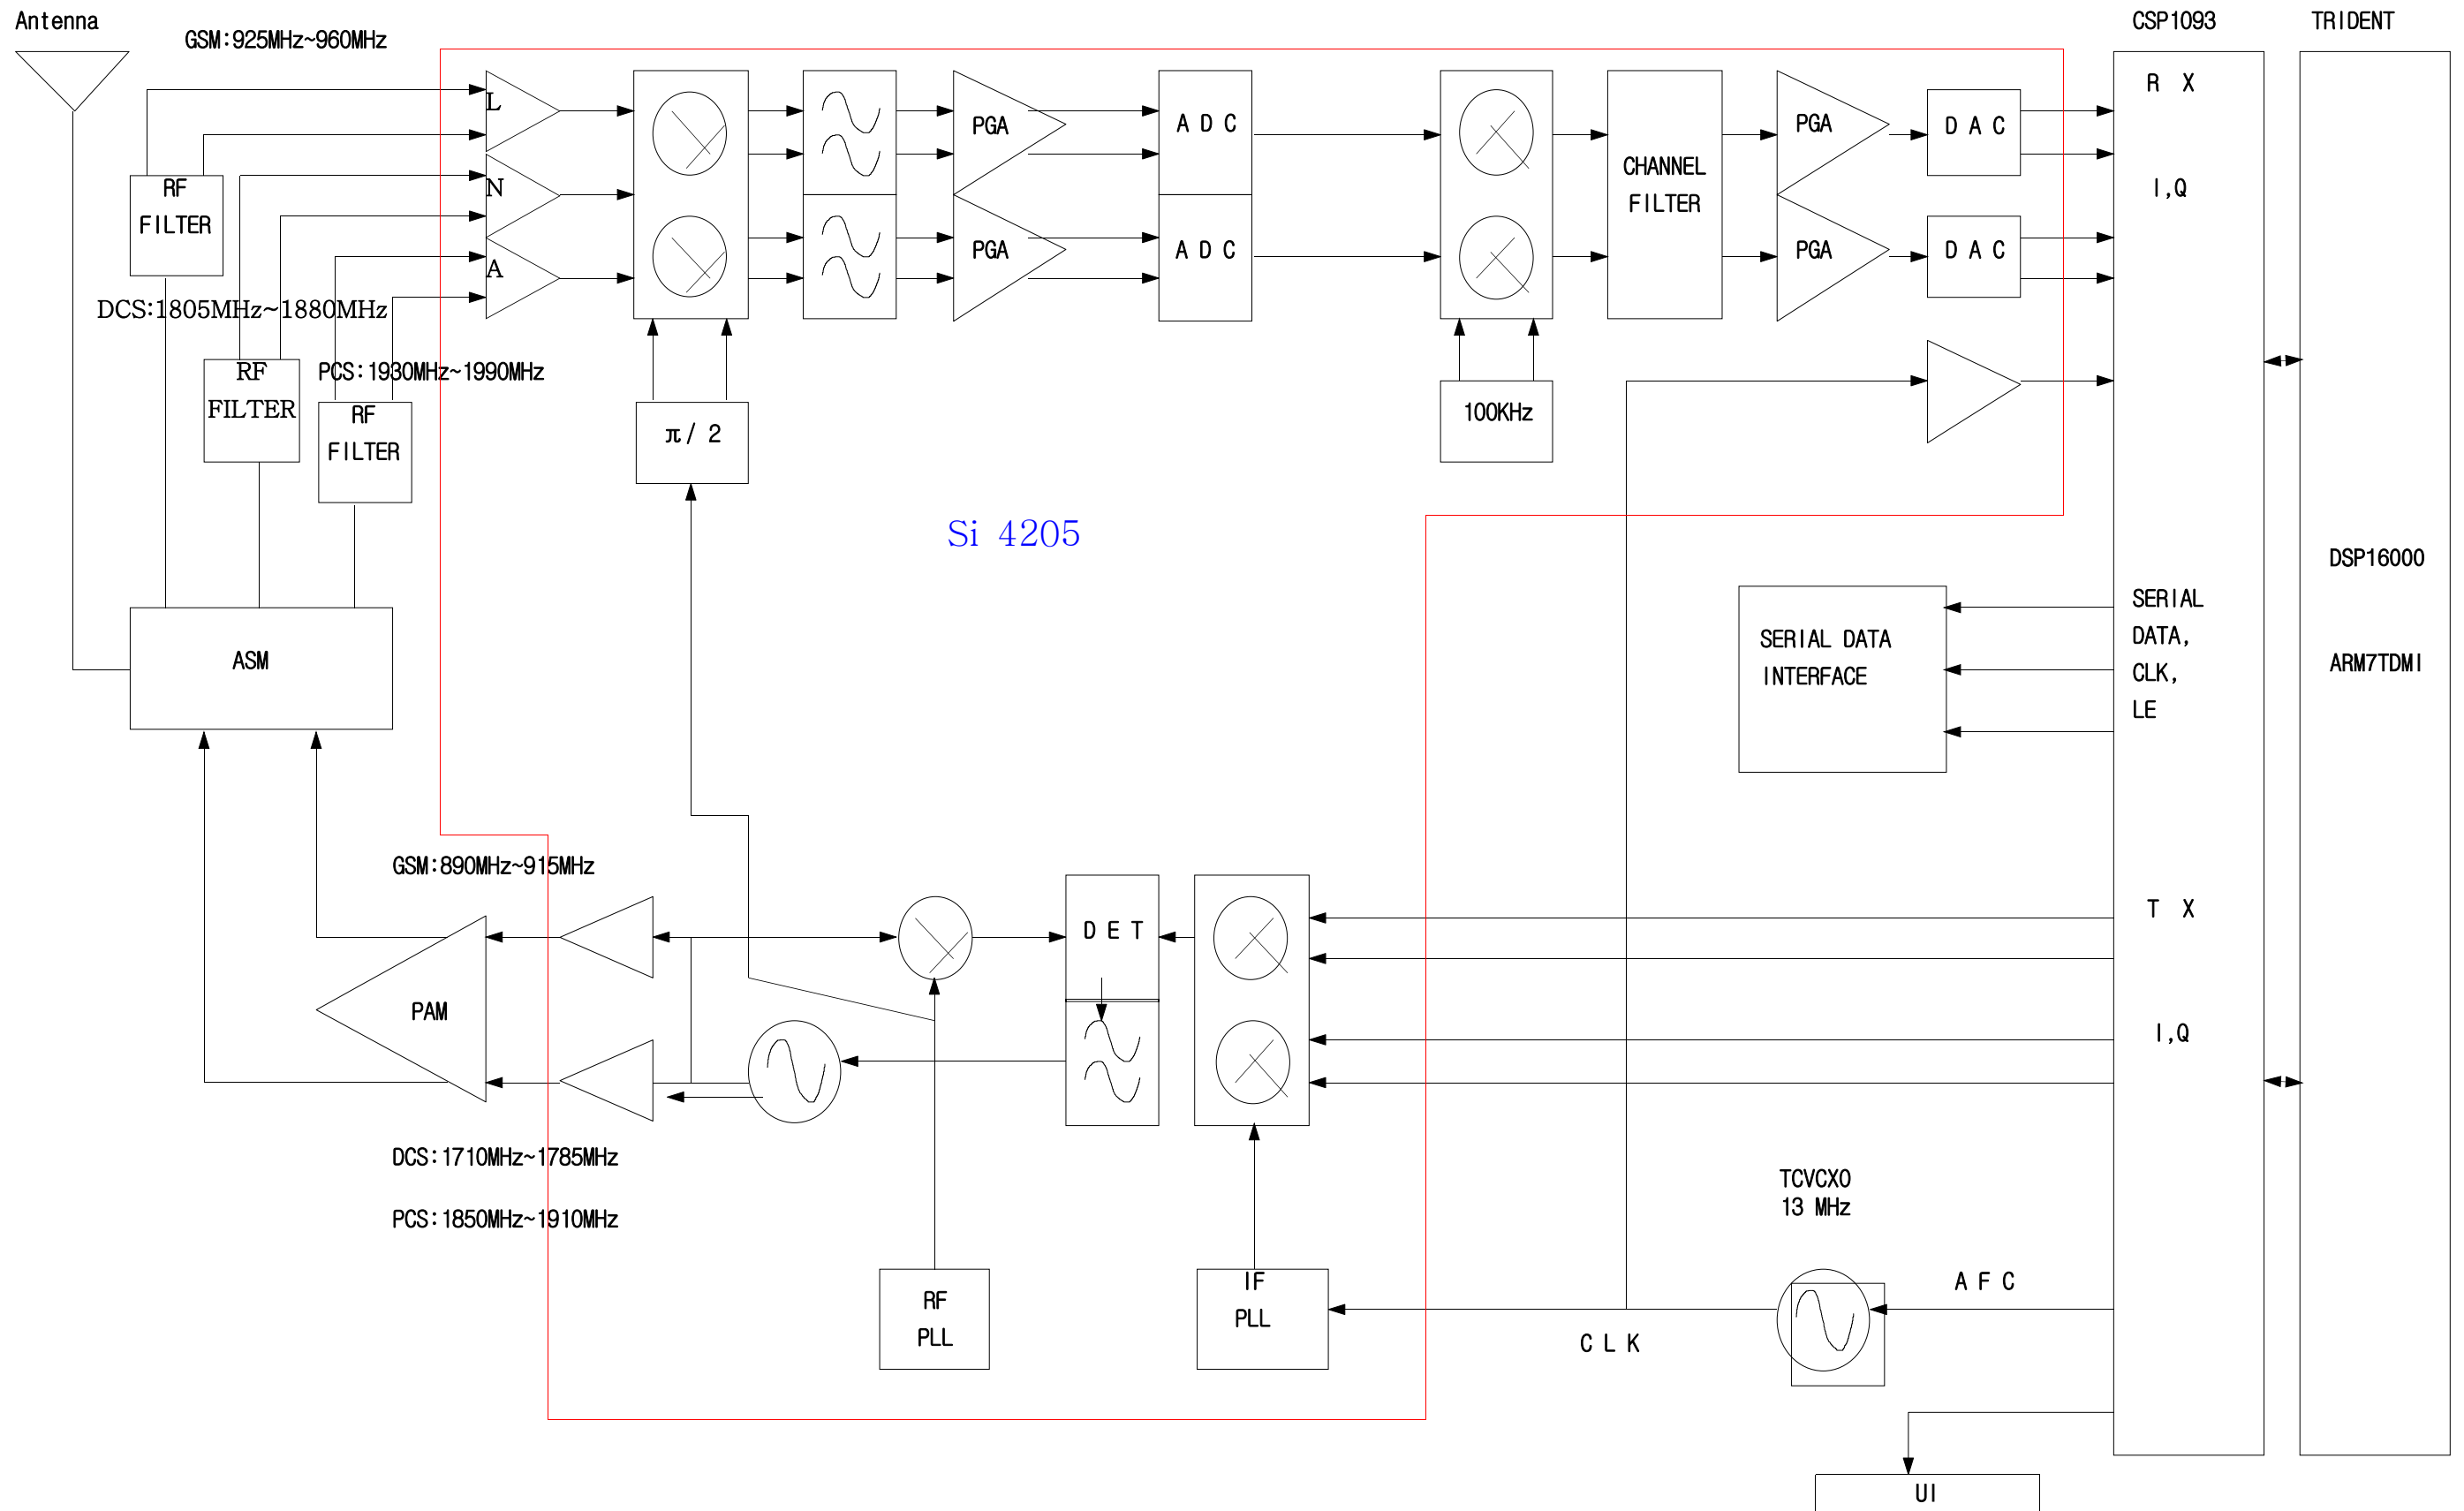 Antenna
GSM:925MHz~960MHz
CSP1093
TRIDENT
L
N
A
PGA
PGA
A D C
A D C
CHANNEL
FILTER
PGA
PGA
D A C
D A C
R X
I,Q
RF
FILTER
DCS:1805MHz~1880MHz
RF
FILTER
PCS:1930MHz~1990MHz
RF
FILTER
π/ 2
100KHz
Si 4205
DSP16000
ARM7TDMI
SERIAL DATA
INTERFACE
SERIAL
DATA,
CLK,
LE
ASM
GSM:890MHz~915MHz
PAM
D E T
T X
I,Q
DCS:1710MHz~1785MHz
PCS:1850MHz~1910MHz
TCVCXO
13 MHz
RF
PLL
IF
PLL
C L K
A F C
UI